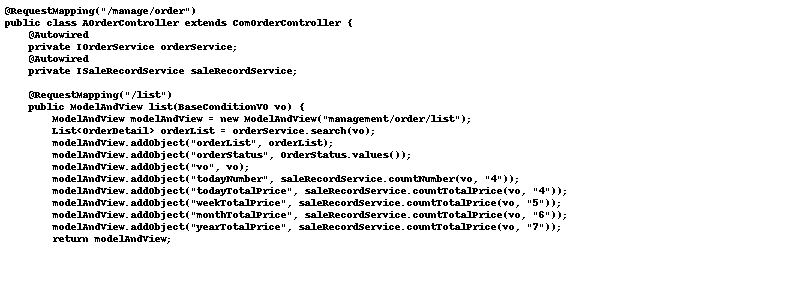 @RequestMapping("/manage/order")
public class AOrderController extends ComOrderController {
    @Autowired
    private IOrderService orderService;
    @Autowired
    private ISaleRecordService saleRecordService;

    @RequestMapping("/list")
    public ModelAndView list(BaseConditionVO vo) {
        ModelAndView modelAndView = new ModelAndView("management/order/list");
        List<OrderDetail> orderList = orderService.search(vo);
        modelAndView.addObject("orderList", orderList);
        modelAndView.addObject("orderStatus", OrderStatus.values());
        modelAndView.addObject("vo", vo);
        modelAndView.addObject("todayNumber", saleRecordService.countNumber(vo, "4"));
        modelAndView.addObject("todayTotalPrice", saleRecordService.countTotalPrice(vo, "4"));
        modelAndView.addObject("weekTotalPrice", saleRecordService.countTotalPrice(vo, "5"));
        modelAndView.addObject("monthTotalPrice", saleRecordService.countTotalPrice(vo, "6"));
        modelAndView.addObject("yearTotalPrice", saleRecordService.countTotalPrice(vo, "7"));
        return modelAndView;